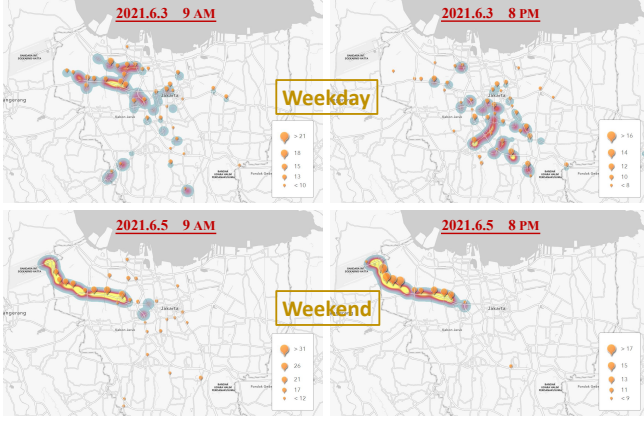 2021.6.3 9 AM
2021.6.3 8 PM
Weekday
Jakarta
Jakarta
> 21
18
15
13
< 10
> 16
14
12
10
< 8
2021.6.5 9 AM
2021.6.5 8 PM
Weekend
Jakarta
Jakarta
> 31
26
21
17
< 12
> 17
15
13
11
< 9